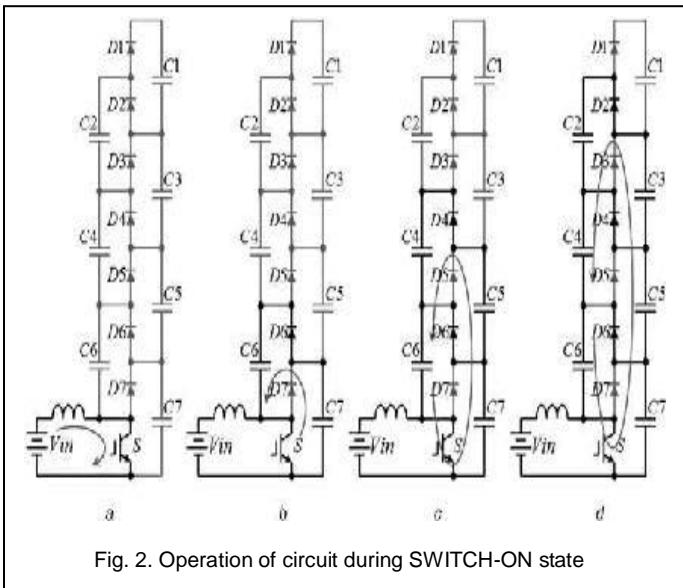 D1 D1 D1 D1
C1 C1 C1 C1
D2 D2 D2 D2
C2 C2 C2 C2
D3 D3 D3 D3
C3 C3 C3 C3
D4 D4 D4 D4
C4 C4 C4 C4
D5 D5 D5 D5
C5 C5 C5 C5
D6 D6 D6 D6
C6 C6 C6 C6
D7 D7 D7 D7
C7 C7 C7 C7
Vin S Vin S Vin S Vin S
a b c d
Fig. 2. Operation of circuit during SWITCH-ON state